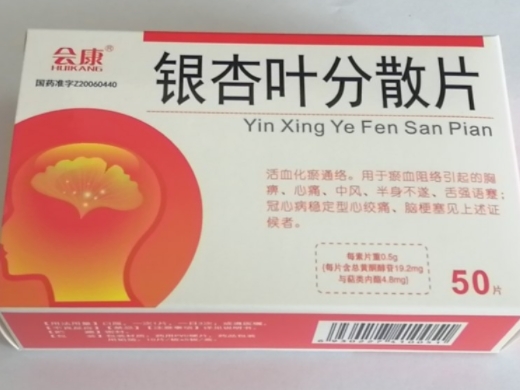 会康®
HUIKANG
国药准字Z20060440
银杏叶分散片
Yin Xing Ye Fen San Pian
活血化瘀通络。用于瘀血阻络引起的胸
痹、心痛、中风、半身不遂、舌强语蹇;
冠心病稳定型心绞痛、脑梗塞见上述证
候者。
每素片重0.5g
(每片含总黄酮醇苷19.2mg
与萜类内酯4.8mg)
50片